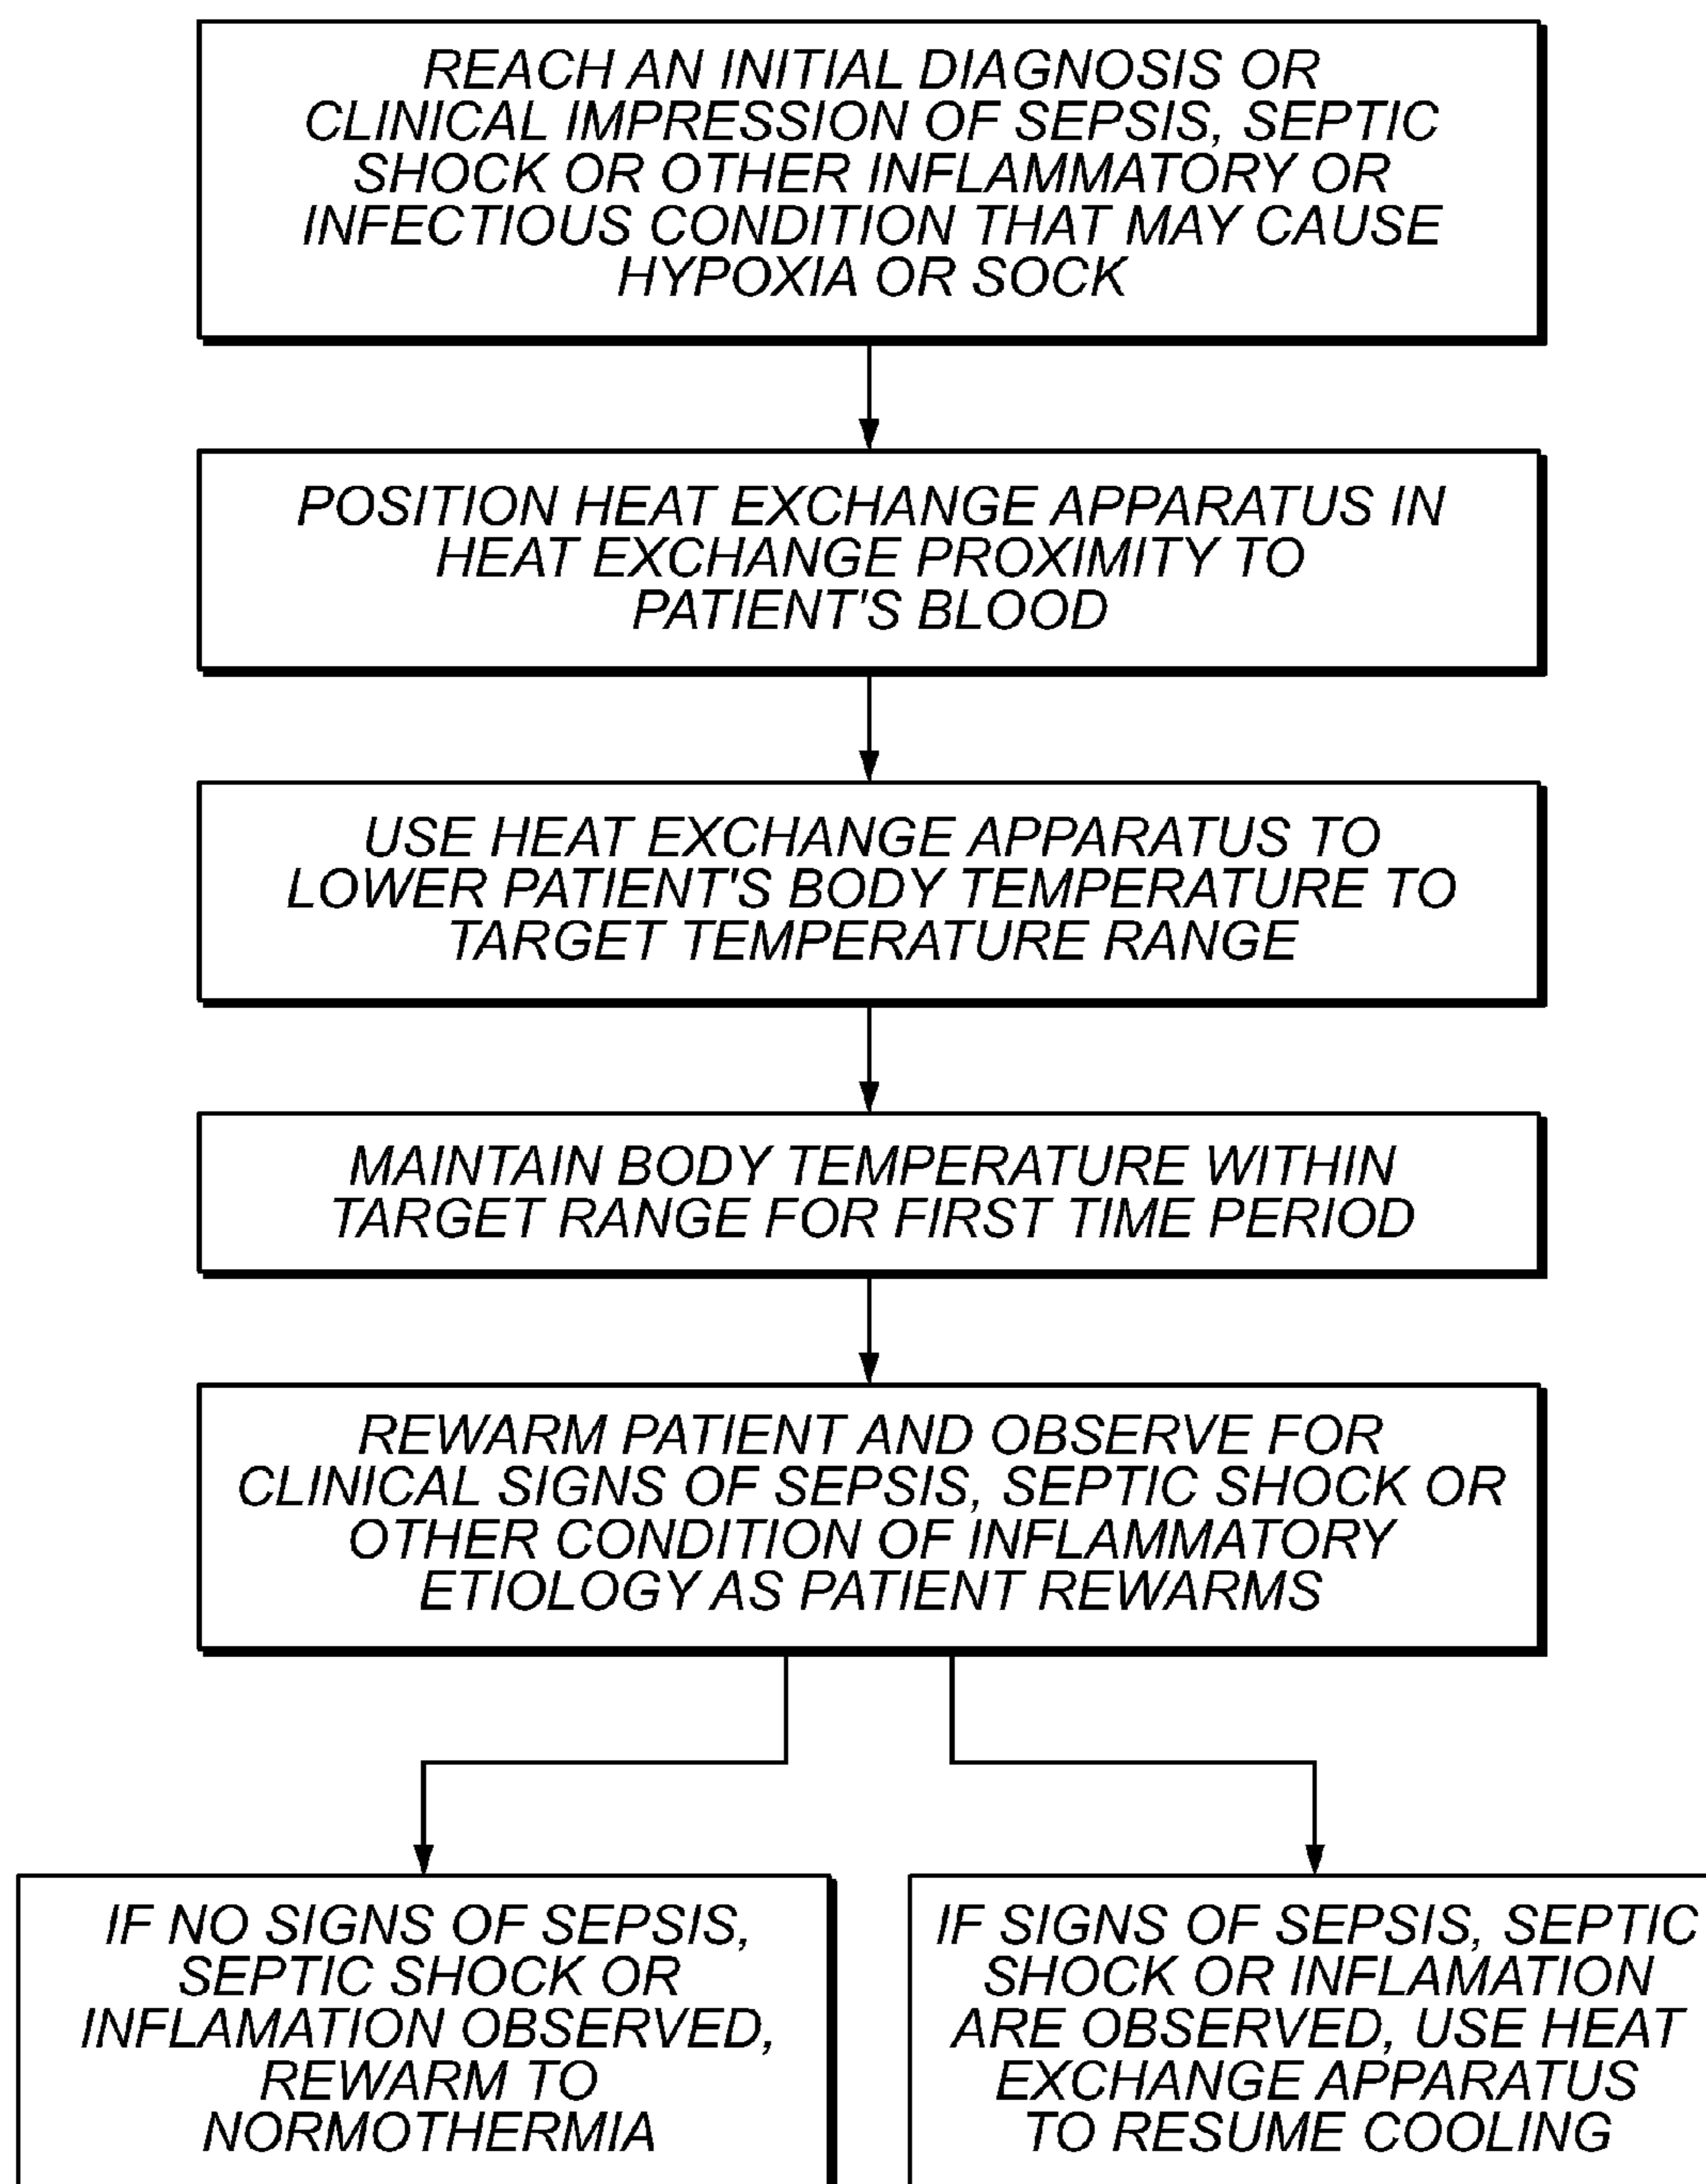 REACH AN INITIAL DIAGNOSIS OR
CLINICAL IMPRESSION OF SEPSIS, SEPTIC
SHOCK OR OTHER INFLAMMATORY OR
INFECTIOUS CONDITION THAT MAY CAUSE
HYPOXIA OR SOCK
POSITION HEAT EXCHANGE APPARATUS IN
HEAT EXCHANGE PROXIMITY TO
PATIENT'S BLOOD
USE HEAT EXCHANGE APPARATUS TO
LOWER PATIENT'S BODY TEMPERATURE TO
TARGET TEMPERATURE RANGE
MAINTAIN BODY TEMPERATURE WITHIN
TARGET RANGE FOR FIRST TIME PERIOD
REWARM PATIENT AND OBSERVE FOR
CLINICAL SIGNS OF SEPSIS, SEPTIC SHOCK OR
OTHER CONDITION OF INFLAMMATORY
ETIOLOGY AS PATIENT REWARMS
IF NO SIGNS OF SEPSIS,
SEPTIC SHOCK OR
INFLAMATION OBSERVED,
REWARM TO
NORMOTHERMIA
IF SIGNS OF SEPSIS, SEPTIC
SHOCK OR INFLAMATION
ARE OBSERVED, USE HEAT
EXCHANGE APPARATUS
TO RESUME COOLING